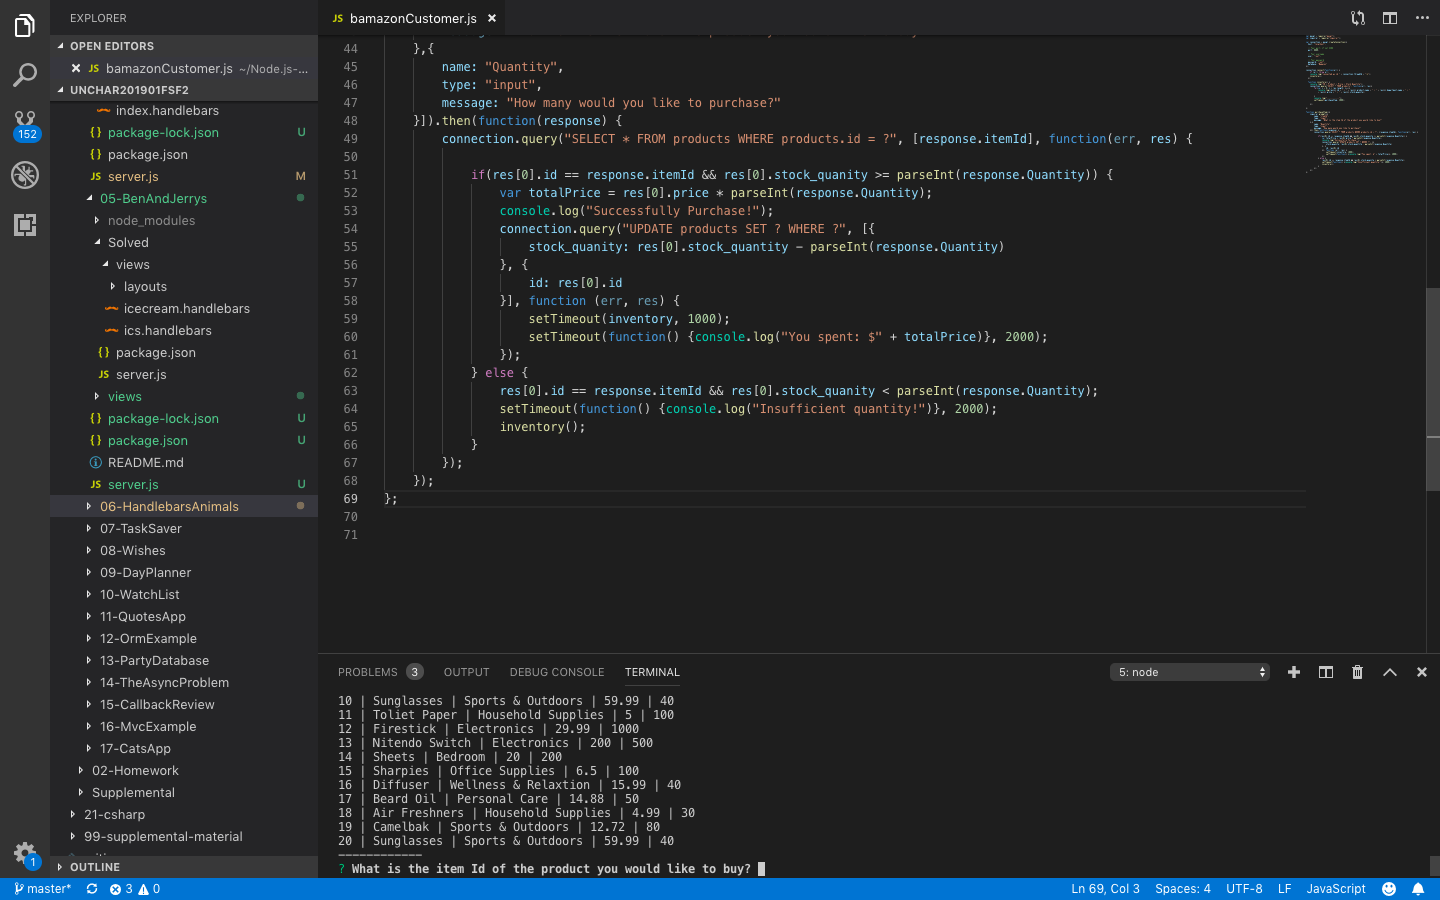 EXPLORER
OPEN EDITORS
JS bamazonCustomer.js ~/Node.js-...
UNCHAR201901FSF2
index.handlebars
{} package-lock.json U
{} package.json
JS server.js M
05-BenAndJerrys
node_modules
Solved
views
layouts
icecream.handlebars
ics.handlebars
{} package.json
JS server.js
views
{} package-lock.json U
{} package.json U
README.md
JS server.js U
06-HandlebarsAnimals
07-TaskSaver
08-Wishes
09-DayPlanner
10-WatchList
11-QuotesApp
12-OrmExample
13-PartyDatabase
14-TheAsyncProblem
15-CallbackReview
16-MvcExample
17-CatsApp
02-Homework
Supplemental
21-csharp
99-supplemental-material
OUTLINE
152
1
JS bamazonCustomer.js
44 },{
45 name: "Quantity",
46 type: "input",
47 message: "How many would you like to purchase?"
48 }]).then(function(response) {
49 connection.query("SELECT * FROM products WHERE products.id = ?", [response.itemId], function(err, res) {
50
51 if(res[0].id == response.itemId && res[0].stock_quanity >= parseInt(response.Quantity)) {
52 var totalPrice = res[0].price * parseInt(response.Quantity);
53 console.log("Successfully Purchase!");
54 connection.query("UPDATE products SET ? WHERE ?", [{
55 stock_quanity: res[0].stock_quantity - parseInt(response.Quantity)
56 }, {
57 id: res[0].id
58 }], function (err, res) {
59 setTimeout(inventory, 1000);
60 setTimeout(function() {console.log("You spent: $" + totalPrice)}, 2000);
61 });
62 } else {
63 res[0].id == response.itemId && res[0].stock_quanity < parseInt(response.Quantity);
64 setTimeout(function() {console.log("Insufficient quantity!")}, 2000);
65 inventory();
66 }
67 });
68 });
69 };
70
71
PROBLEMS 3 OUTPUT DEBUG CONSOLE TERMINAL 5: node
10 | Sunglasses | Sports & Outdoors | 59.99 | 40
11 | Toliet Paper | Household Supplies | 5 | 100
12 | Firestick | Electronics | 29.99 | 1000
13 | Nitendo Switch | Electronics | 200 | 500
14 | Sheets | Bedroom | 20 | 200
15 | Sharpies | Office Supplies | 6.5 | 100
16 | Diffuser | Wellness & Relaxtion | 15.99 | 40
17 | Beard Oil | Personal Care | 14.88 | 50
18 | Air Freshners | Household Supplies | 4.99 | 30
19 | Camelbak | Sports & Outdoors | 12.72 | 80
20 | Sunglasses | Sports & Outdoors | 59.99 | 40
------------
? What is the item Id of the product you would like to buy?
master* 3 0 Ln 69, Col 3 Spaces: 4 UTF-8 LF JavaScript